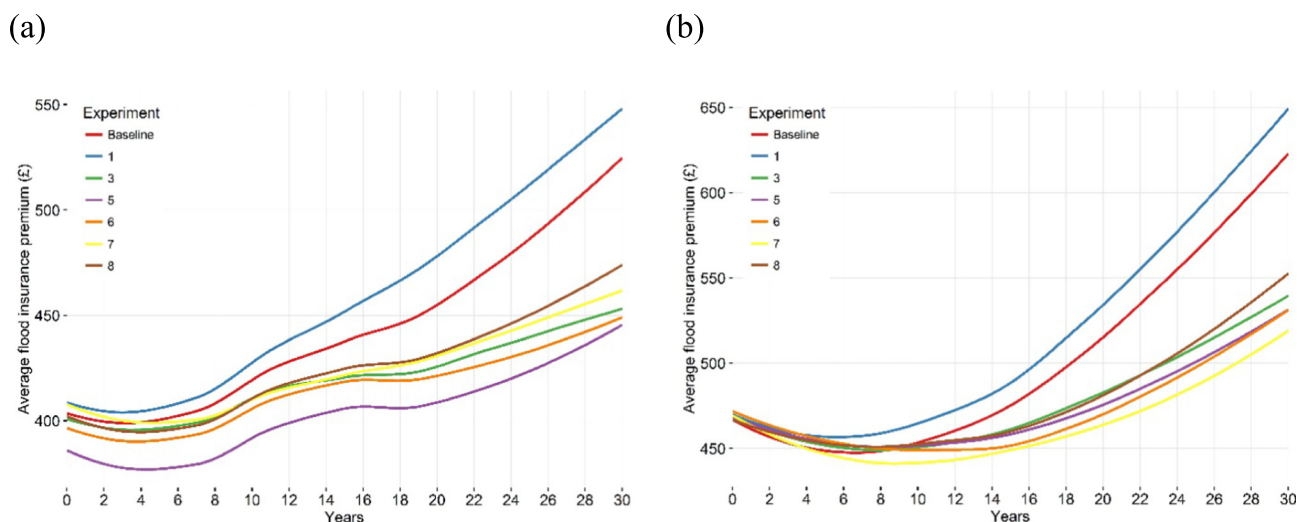 (a)
(b)
Experiment
Baseline
1
3
5
6
7
8
550
500
450
400
Average flood insurance premium (£)
0 2 4 6 8 10 12 14 16 18 20 22 24 26 28 30
Years
Experiment
Baseline
1
3
5
6
7
8
650
600
550
500
450
Average flood insurance premium (£)
0 2 4 6 8 10 12 14 16 18 20 22 24 26 28 30
Years